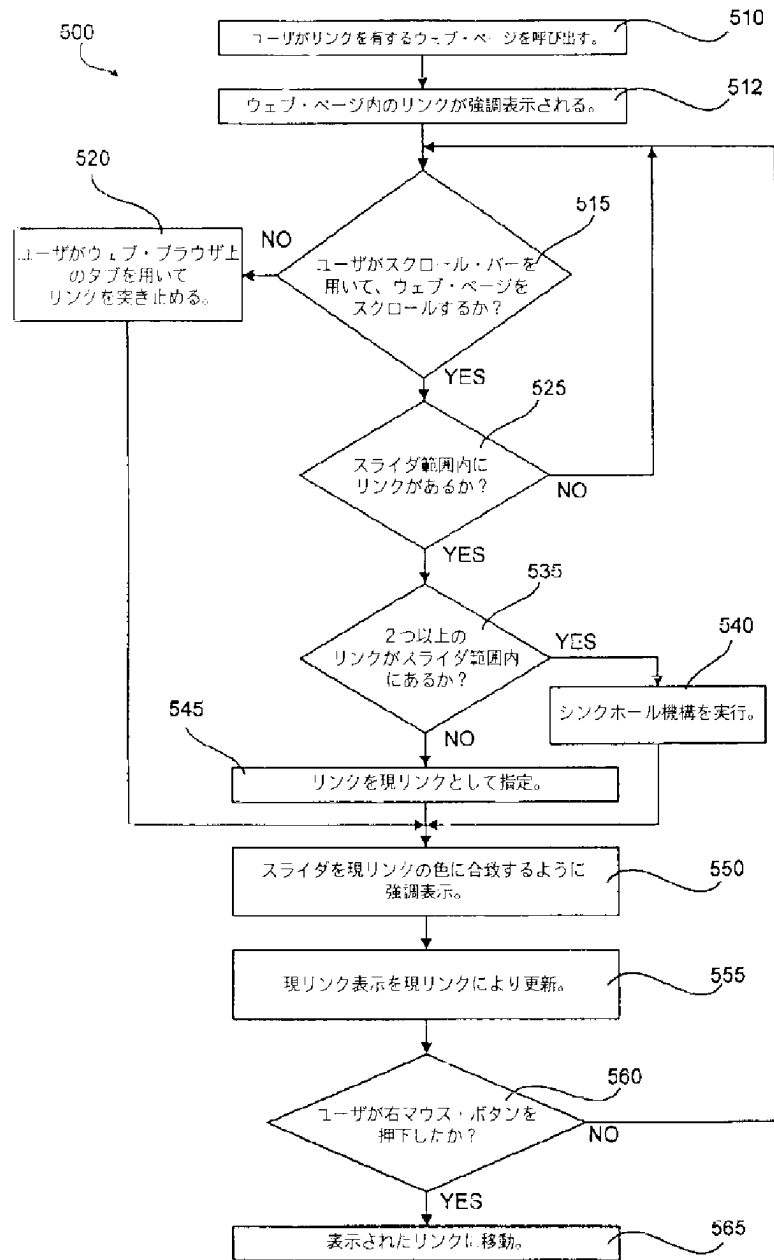 500
510
ユーザがリンクを有するウェブ・ページを呼び出す。
512
ウェブ・ページ内のリンクが強調表示される。
520
ユーザがウェブ・ブラウザ上
のタブを用いて
リンクを突き止める。
NO
515
ユーザがスクロール・バーを
用いて、ウェブ・ページを
スクロールするか？
YES
525
スライダ範囲内に
リンクがあるか？
NO
YES
535
２つ以上の
リンクがスライダ範囲内
にあるか？
YES
540
シンクホール機構を実行。
NO
545
リンクを現リンクとして指定。
スライダを現リンクの色に合致するように
強調表示。
550
現リンク表示を現リンクにより更新。
555
560
ユーザが右マウス・ボタンを
押下したか？
NO
YES
表示されたリンクに移動。
565